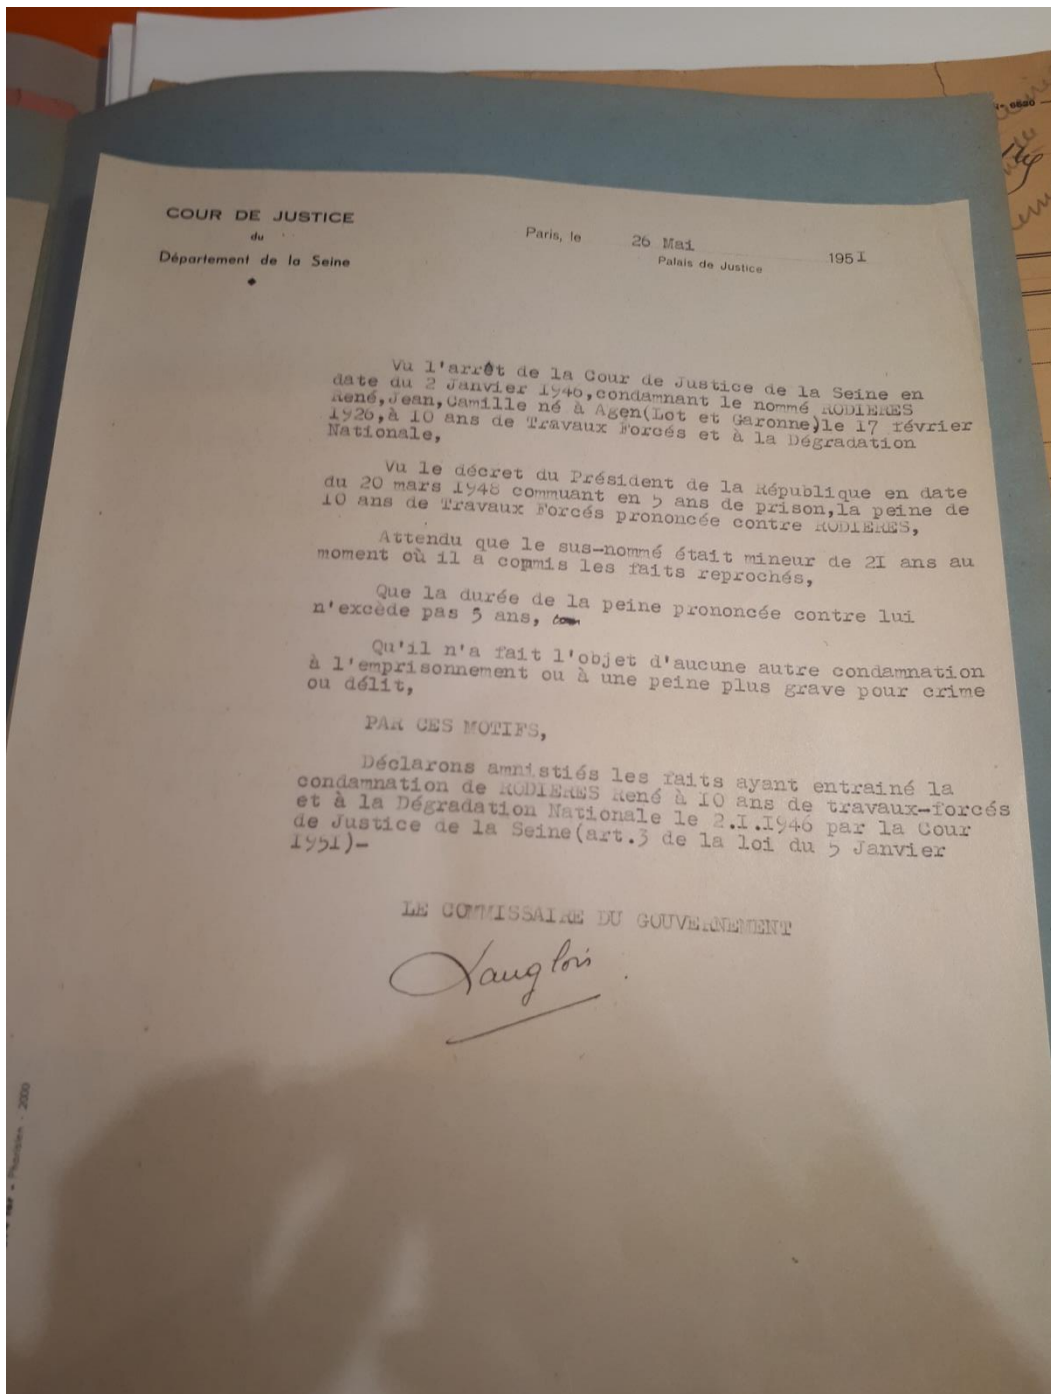 COUR DE JUSTICE
du
Département de la Seine
Paris, le 26 Mai 195I
Palais de Justice
Vu l'arrêt de la Cour de Justice de la Seine en
date du 2 Janvier 1946,condamnant le nommé RODIERES
René,Jean,Camille né à Agen(Lot et Garonne)le 17 février
1926,à 10 ans de Travaux Forcés et à la Dégradation
Nationale,
Vu le décret du Président de la République en date
du 20 mars 1948 commuant en 5 ans de prison,la peine de
10 ans de Travaux Forcés prononcée contre RODIERES,
Attendu que le sus-nommé était mineur de 2I ans au
moment où il a commis les faits reprochés,
Que la durée de la peine prononcée contre lui
n'excède pas 5 ans,
Qu'il n'a fait l'objet d'aucune autre condamnation
à l'emprisonnement ou à une peine plus grave pour crime
ou délit,
PAR CES MOTIFS,
Déclarons amnistiés les faits ayant entrainé la
condamnation de RODIERES René à I0 ans de travaux-forcés
et à la Dégradation Nationale le 2.I.I946 par la Cour
de Justice de la Seine(art.3 de la loi du 5 Janvier
I95I)-
LE COMMISSAIRE DU GOUVERNEMENT
Langlois
2000